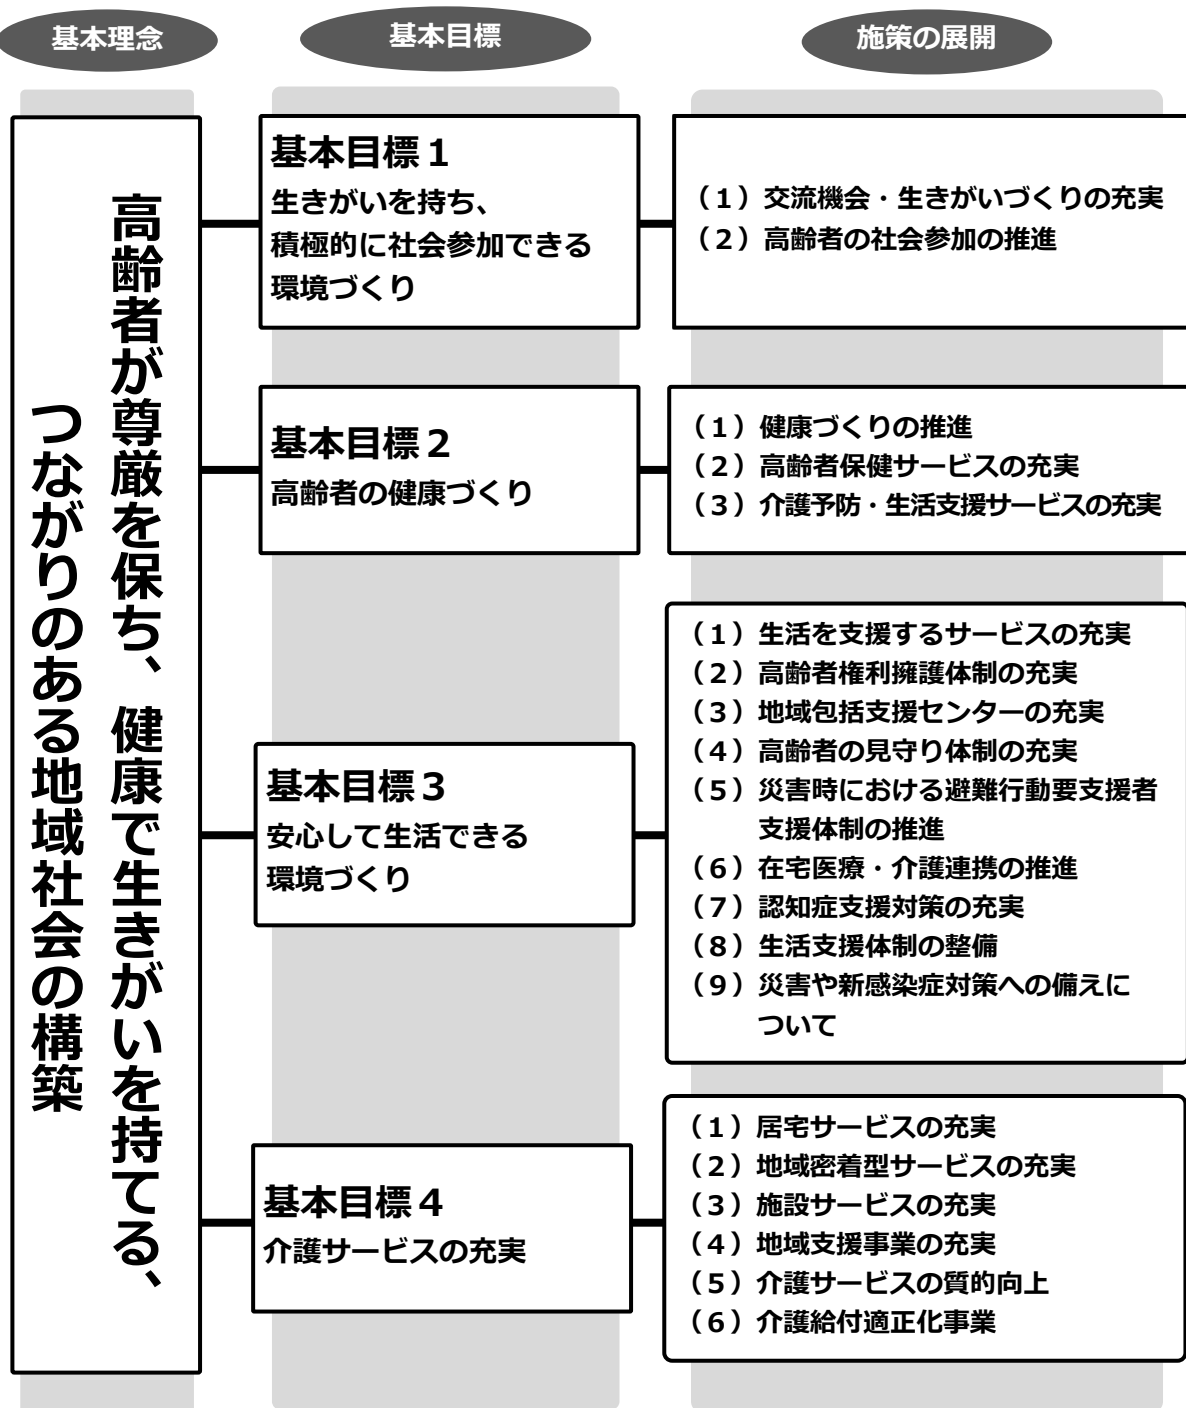 基本理念
基本目標
施策の展開
高齢者が尊厳を保ち、健康で生きがいを持てる、
つながりのある地域社会の構築
基本目標１
生きがいを持ち、
積極的に社会参加できる
環境づくり
（１）交流機会・生きがいづくりの充実
（２）高齢者の社会参加の推進
基本目標２
高齢者の健康づくり
（１）健康づくりの推進
（２）高齢者保健サービスの充実
（３）介護予防・生活支援サービスの充実
基本目標３
安心して生活できる
環境づくり
（１）生活を支援するサービスの充実
（２）高齢者権利擁護体制の充実
（３）地域包括支援センターの充実
（４）高齢者の見守り体制の充実
（５）災害時における避難行動要支援者
支援体制の推進
（６）在宅医療・介護連携の推進
（７）認知症支援対策の充実
（８）生活支援体制の整備
（９）災害や新感染症対策への備えに
ついて
基本目標４
介護サービスの充実
（１）居宅サービスの充実
（２）地域密着型サービスの充実
（３）施設サービスの充実
（４）地域支援事業の充実
（５）介護サービスの質的向上
（６）介護給付適正化事業